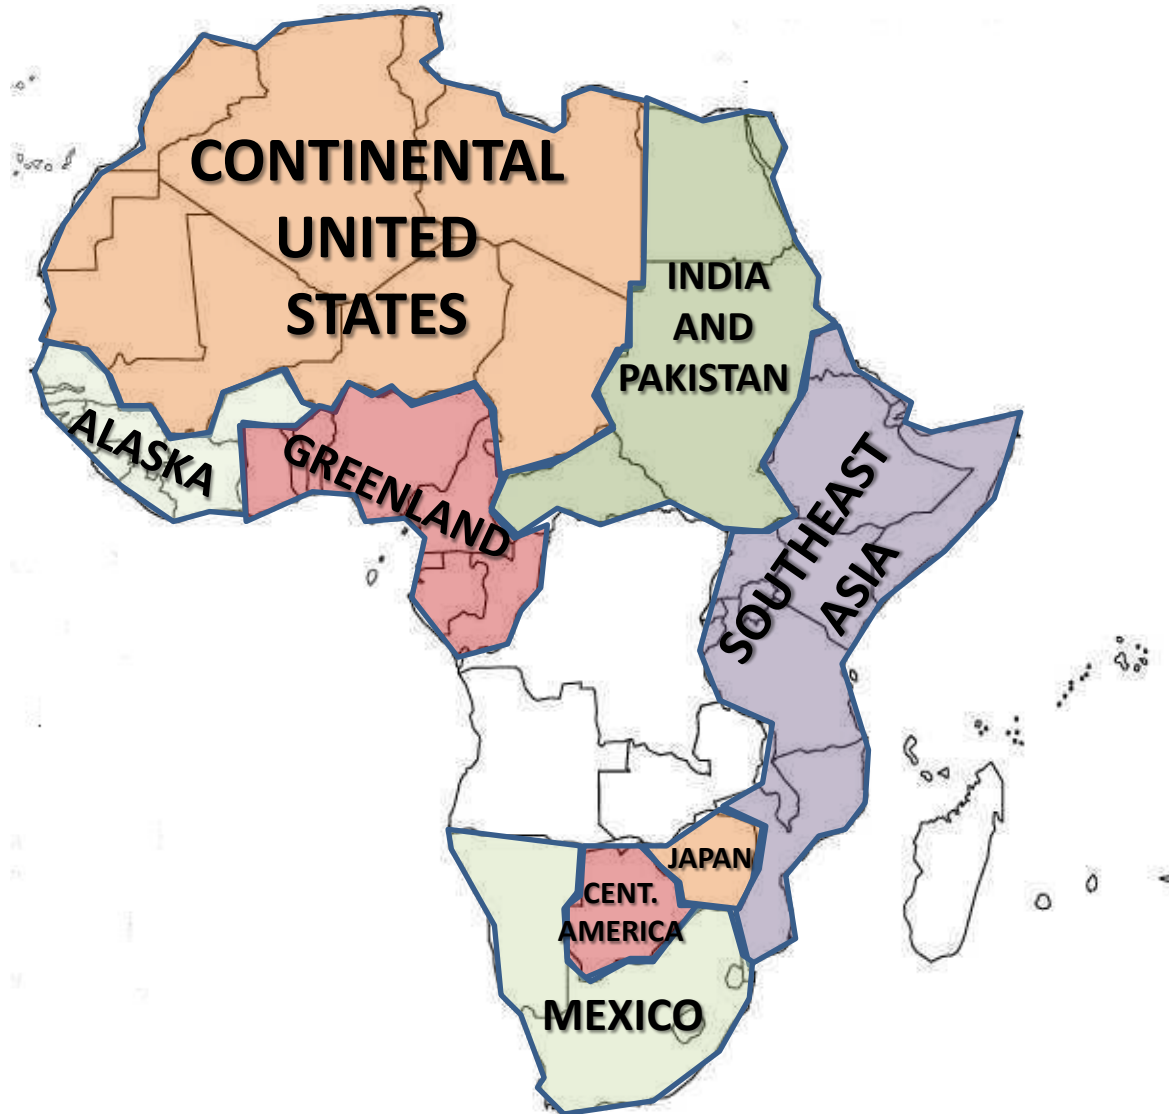 CONTINENTAL
UNITED
STATES
INDIA
AND
PAKISTAN
ALASKA
GREENLAND
SOUTHEAST
ASIA
JAPAN
CENT.
AMERICA
MEXICO